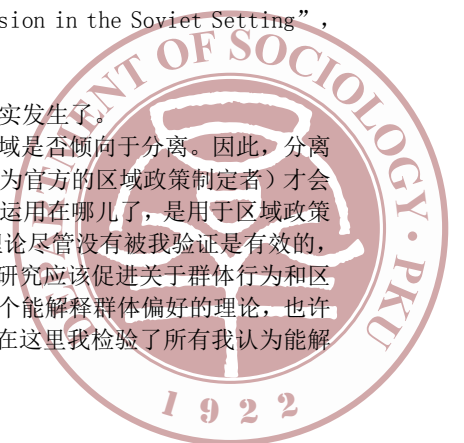 sion in the Soviet Setting”,
实发生了。
域是否倾向于分离。因此，分离
为官方的区域政策制定者）才会
运用在哪儿了，是用于区域政策
理论尽管没有被我验证是有效的，
研究应该促进关于群体行为和区
个能解释群体偏好的理论，也许
在这里我检验了所有我认为能解
DEPARTMENT OF SOCIOLOGY · PKU
1922